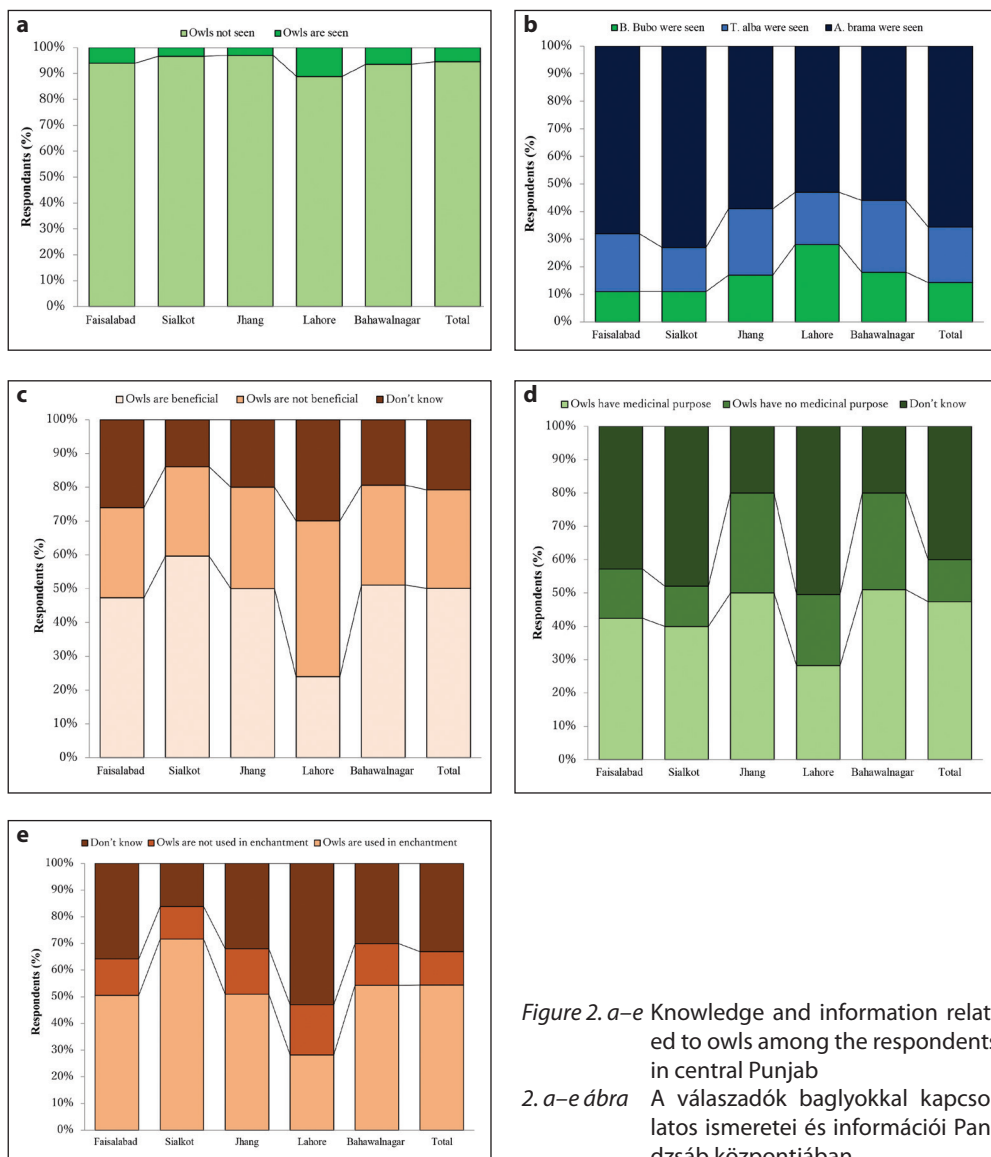 a
Owls not seen Owls are seen
100%
90%
80%
70%
60%
50%
40%
30%
20%
10%
0%
Respondants (%)
Faisalabad Sialkot Jhang Lahore Bahawalnagar Total
b
B. Bubo were seen T. alba were seen A. brama were seen
100%
90%
80%
70%
60%
50%
40%
30%
20%
10%
0%
Respondents (%)
Faisalabad Sialkot Jhang Lahore Bahawalnagar Total
c
Owls are beneficial Owls are not beneficial Don't know
100%
90%
80%
70%
60%
50%
40%
30%
20%
10%
0%
Respondents (%)
Faisalabad Sialkot Jhang Lahore Bahawalnagar Total
d
Owls have medicinal purpose Owls have no medicinal purpose Don't know
100%
90%
80%
70%
60%
50%
40%
30%
20%
10%
0%
Respondents (%)
Faisalabad Sialkot Jhang Lahore Bahawalnagar Total
e
Don't know Owls are not used in enchantment Owls are used in enchantment
100%
90%
80%
70%
60%
50%
40%
30%
20%
10%
0%
Respondents (%)
Faisalabad Sialkot Jhang Lahore Bahawalnagar Total
Figure 2. a–e Knowledge and information relat-
ed to owls among the respondents
in central Punjab
2. a–e ábra A válaszadók baglyokkal kapcso-
latos ismeretei és információi Pan-
dzsáb központjában